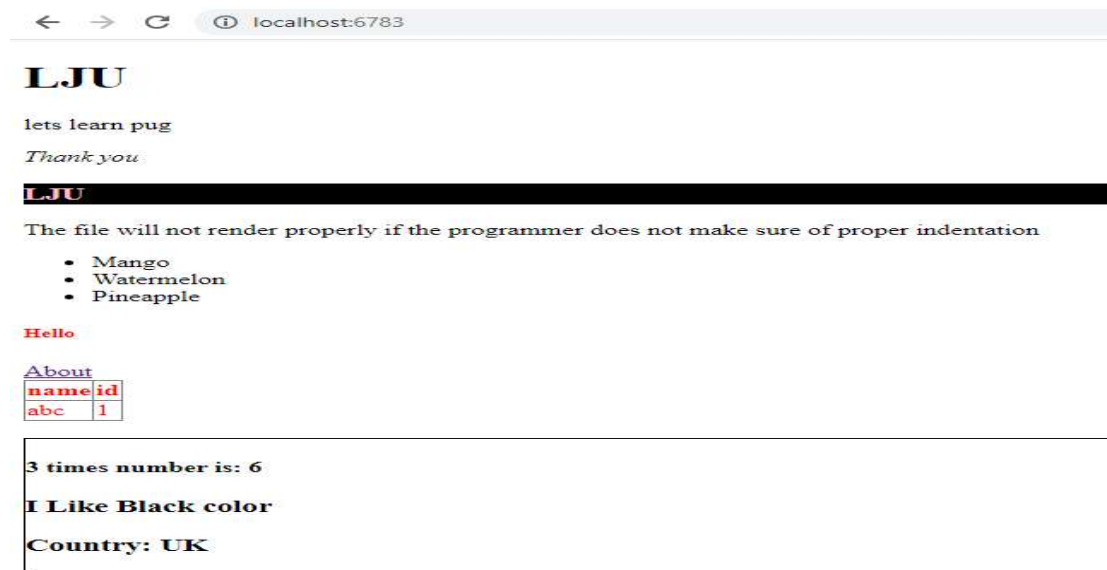 localhost:6783
LJU
lets learn pug
Thank you
LJU
The file will not render properly if the programmer does not make sure of proper indentation
Mango
Watermelon
Pineapple
Hello
About
name id
abc 1
3 times number is: 6
I Like Black color
Country: UK